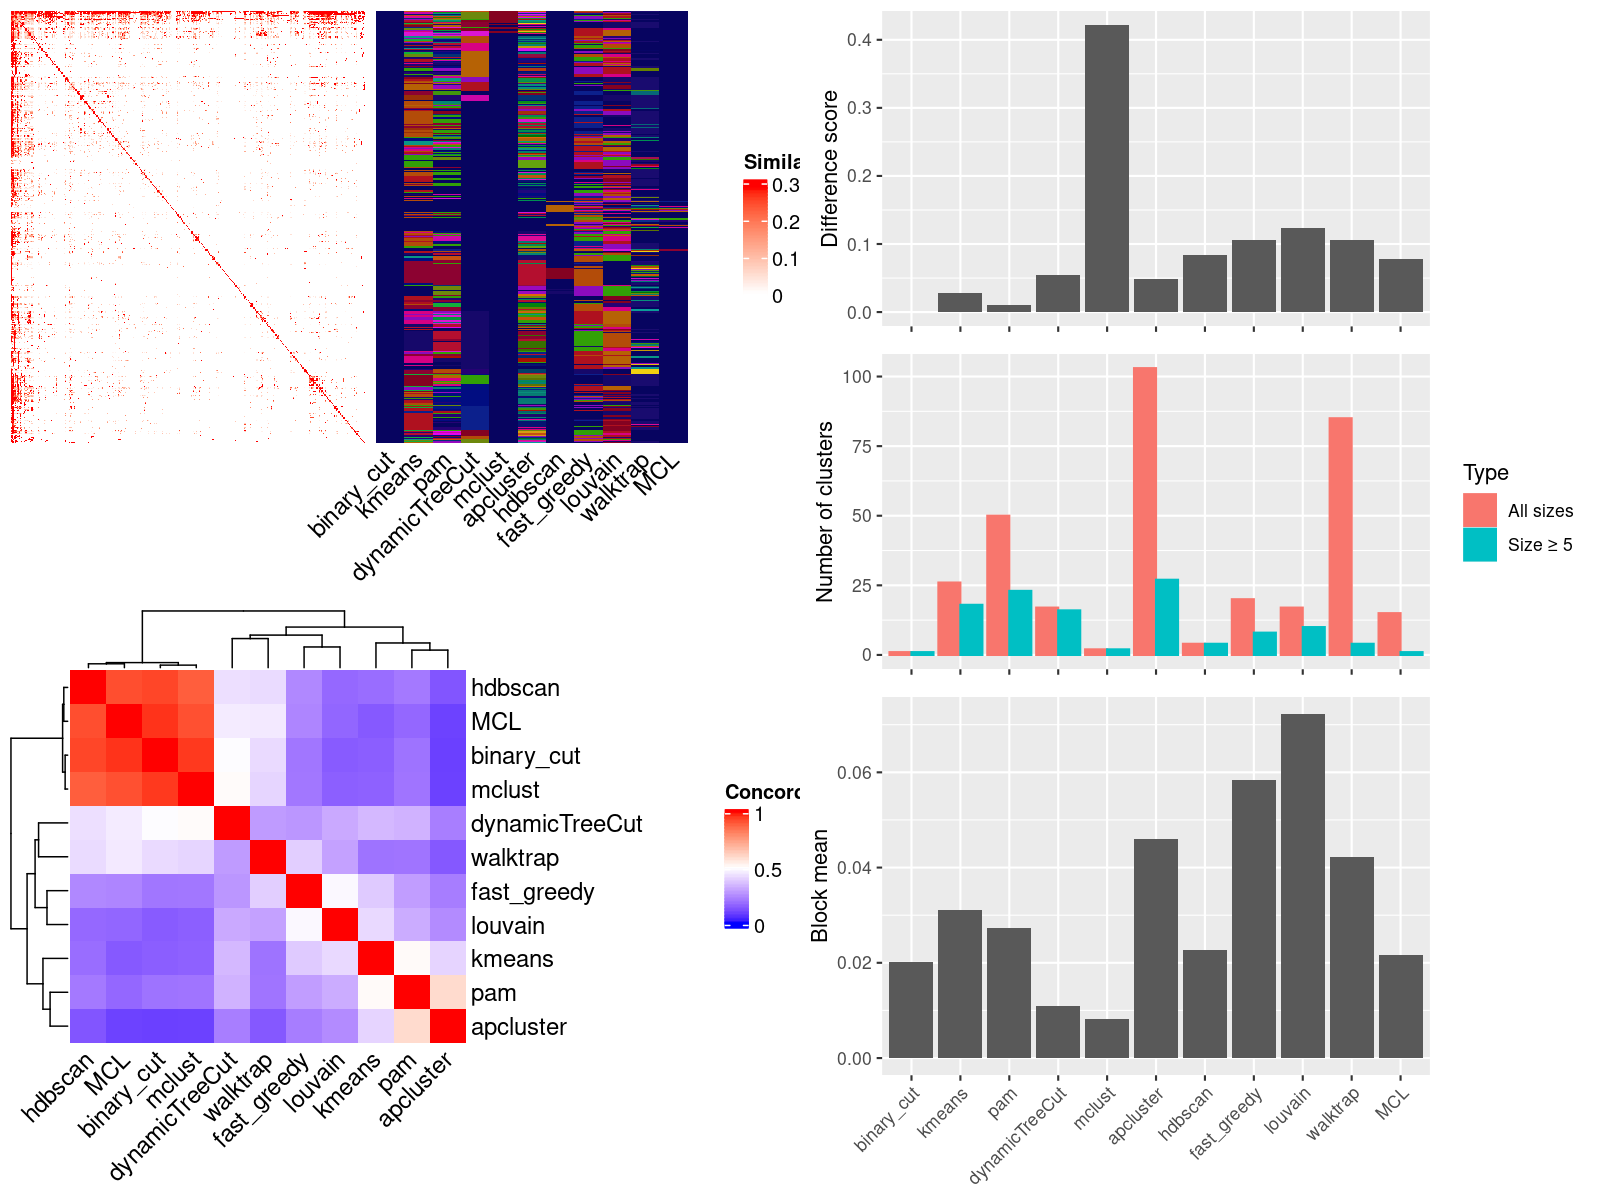 Simila
0.3
0.2
0.1
0
binary_cut
kmeans
pam
dynamicTreeCut
mclust
apcluster
hdbscan
fast_greedy
louvain
walktrap
MCL
hdbscan
MCL
binary_cut
mclust
dynamicTreeCut
walktrap
fast_greedy
louvain
kmeans
pam
apcluster
hdbscan
MCL
binary_cut
mclust
dynamicTreeCut
walktrap
fast_greedy
louvain
kmeans
pam
apcluster
Concord
1
0.5
0
Difference score
0.4
0.3
0.2
0.1
0.0
Number of clusters
100
75
50
25
0
Type
All sizes
Size ≥ 5
Block mean
0.06
0.04
0.02
0.00
binary_cut
kmeans
pam
dynamicTreeCut
mclust
apcluster
hdbscan
fast_greedy
louvain
walktrap
MCL